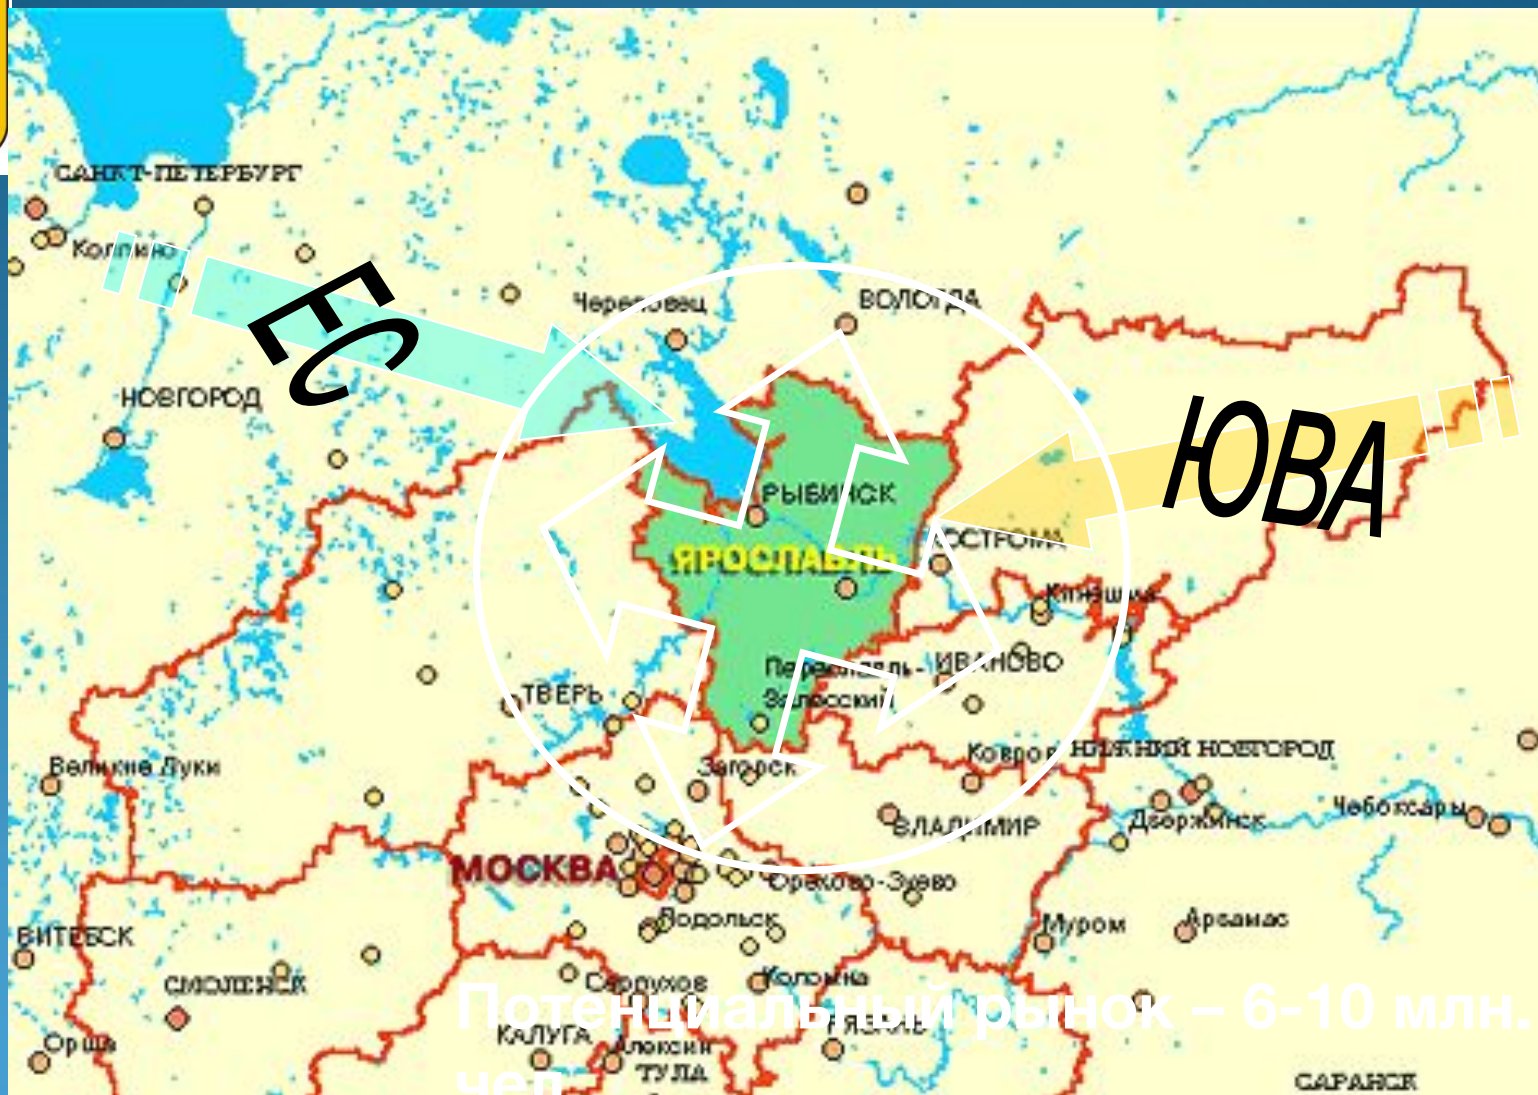 САНКТ-ПЕТЕРБУРГ
Колпино
ЕС
Череповец
ВОЛОГДА
НОВГОРОД
ЮВА
РЫБИНСК
ЯРОСЛАВЛЬ
КОСТРОМА
Кинешма
Переславль-
Залесский
ИВАНОВО
ТВЕРЬ
Великие Луки
Загорск
Ковров
НИЖНИЙ НОВГОРОД
Чебоксары
Дзержинск
ВЛАДИМИР
МОСКВА
Орехово-Зуево
Подольск
Муром
Арзамас
ВИТЕБСК
СМОЛЕНСК
Серпухов
Коломна
Потенциальный рынок – 6-10 млн.
чел.
КАЛУГА
РЯЗАНЬ
Орша
Алексин
ТУЛА
САРАНСК